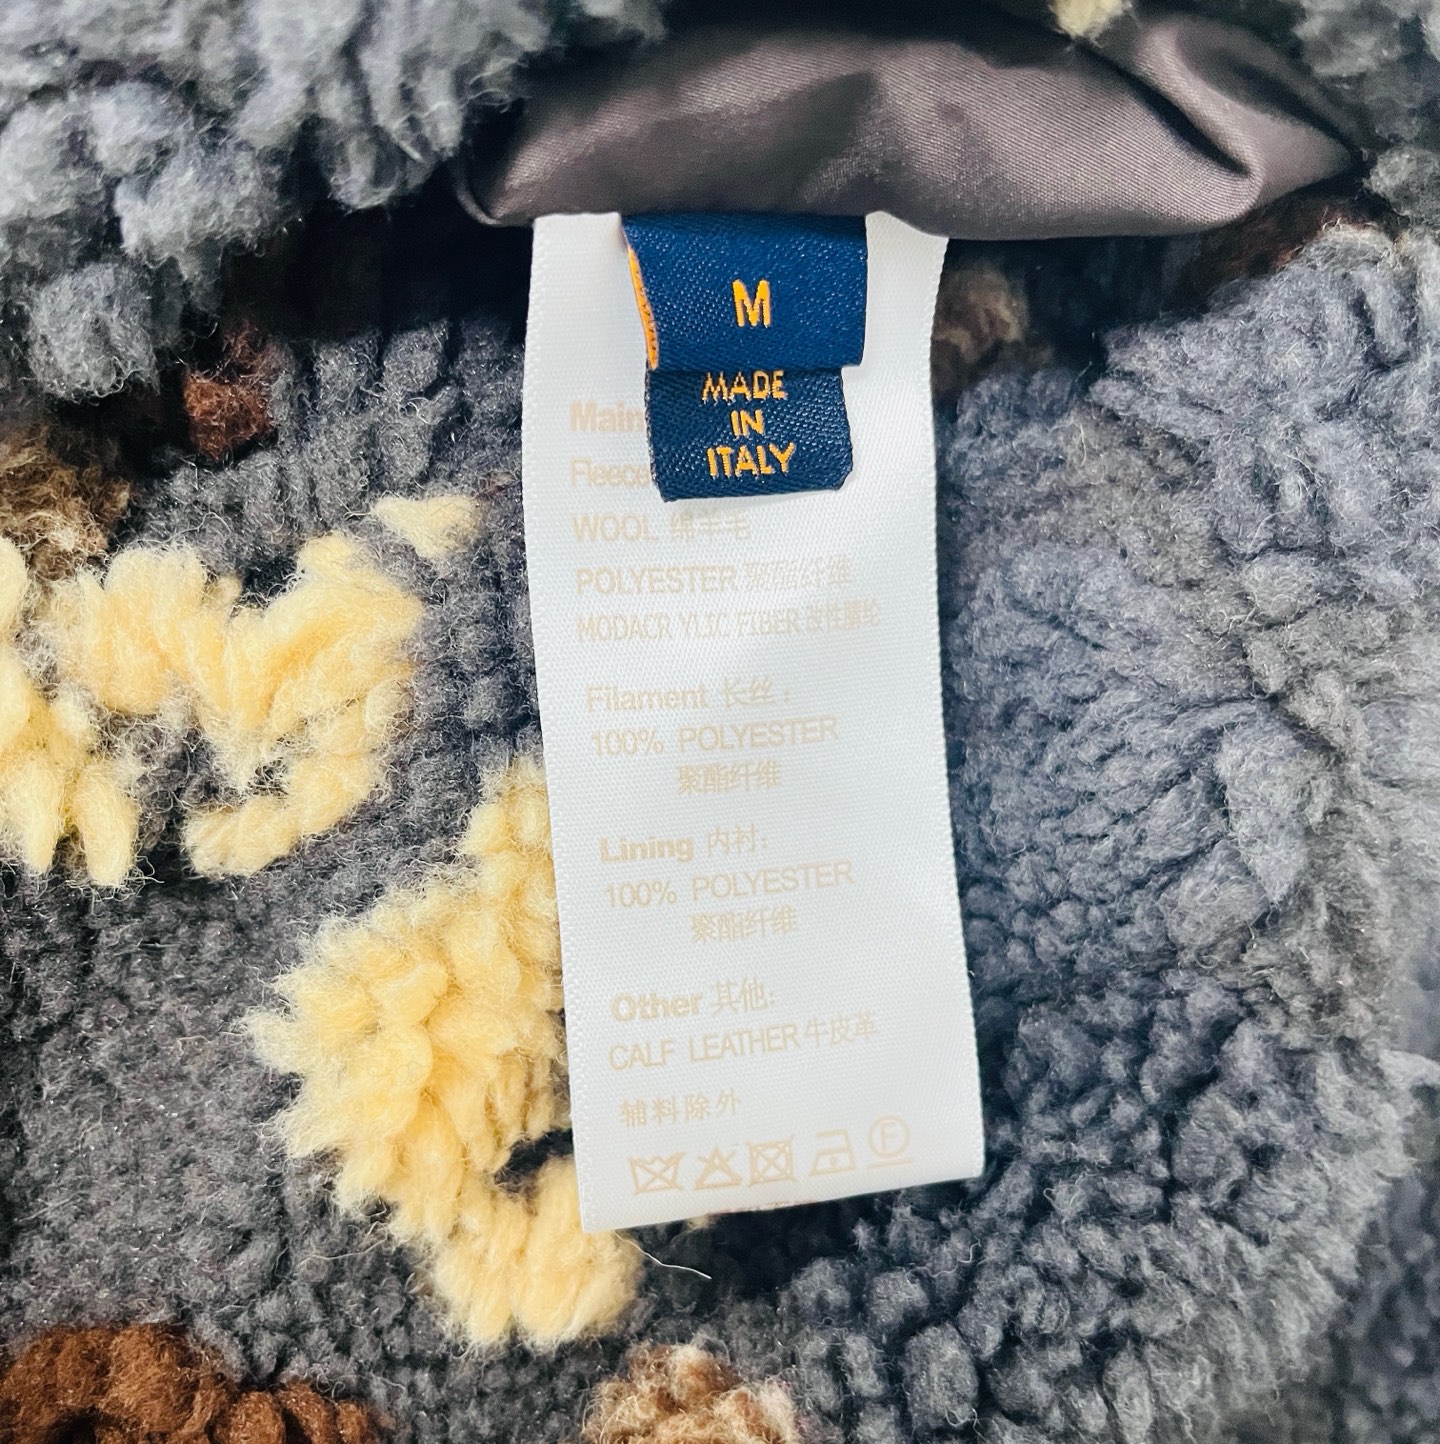 M
MADE
IN
ITALY
Main
Fleece
WOOL 绵羊毛
POLYESTER 聚酯纤维
MODACR YLIC FIBER 改性腈纶
Filament 长丝：
100% POLYESTER
聚酯纤维
Lining 内衬:
100% POLYESTER
聚酯纤维
Other 其他:
CALF LEATHER 牛皮革
辅料除外
F